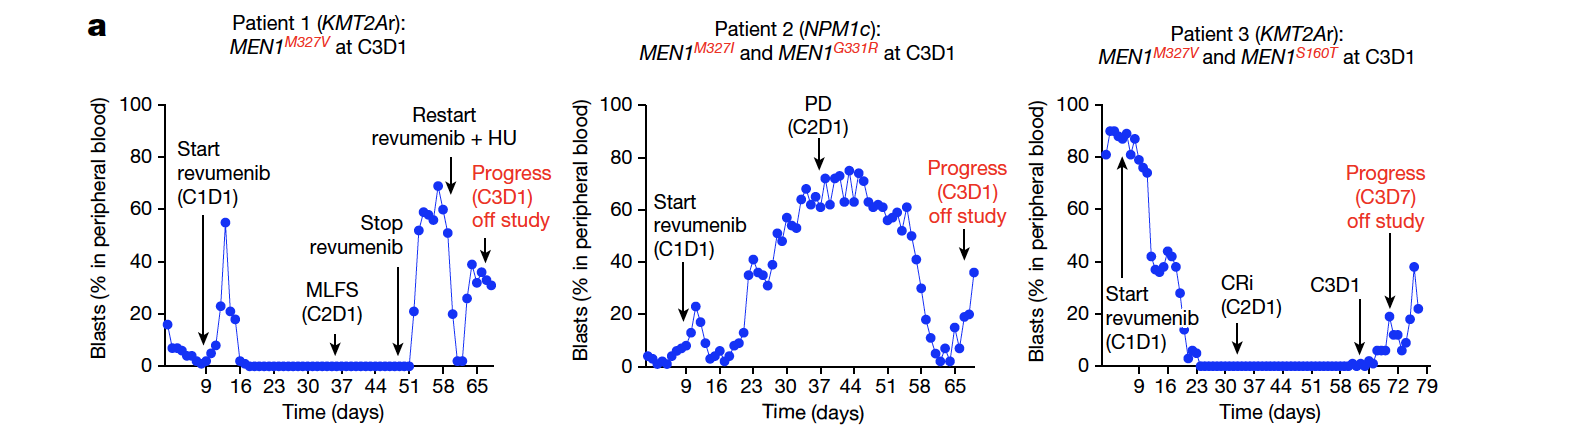 a
Patient 1 (KMT2Ar):
MEN1M327V at C3D1
Blasts (% in peripheral blood)
100
80
60
40
20
0
Start
revumenib
(C1D1)
MLFS
(C2D1)
Stop
revumenib
Restart
revumenib + HU
Progress
(C3D1)
off study
9 16 23 30 37 44 51 58 65
Time (days)
Patient 2 (NPM1c):
MEN1M327I and MEN1G331R at C3D1
Blasts (% in peripheral blood)
100
80
60
40
20
0
Start
revumenib
(C1D1)
PD
(C2D1)
Progress
(C3D1)
off study
9 16 23 30 37 44 51 58 65
Time (days)
Patient 3 (KMT2Ar):
MEN1M327V and MEN1S160T at C3D1
Blasts (% in peripheral blood)
100
80
60
40
20
0
Start
revumenib
(C1D1)
CRi
(C2D1)
C3D1
Progress
(C3D7)
off study
9 16 23 30 37 44 51 58 65 72 79
Time (days)